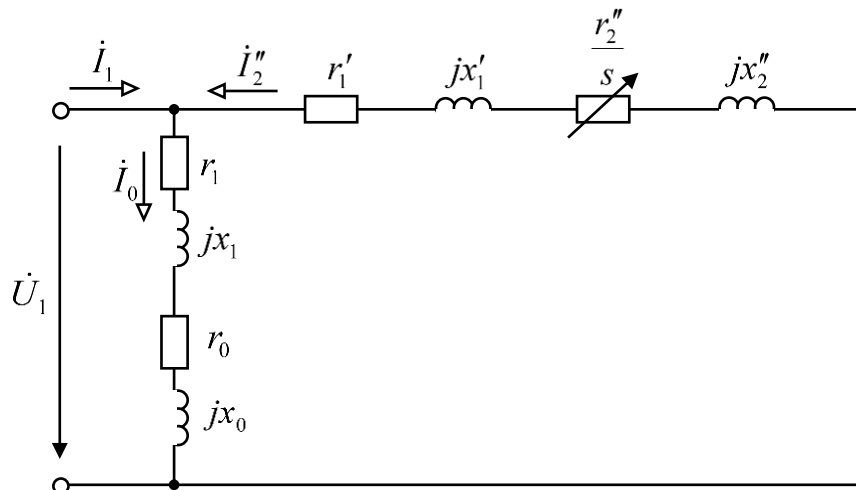 İ₁
İ₂″
r₁′
jx₁′
r₂″/s
jx₂″
İ₀
r₁
jx₁
U̇₁
r₀
jx₀